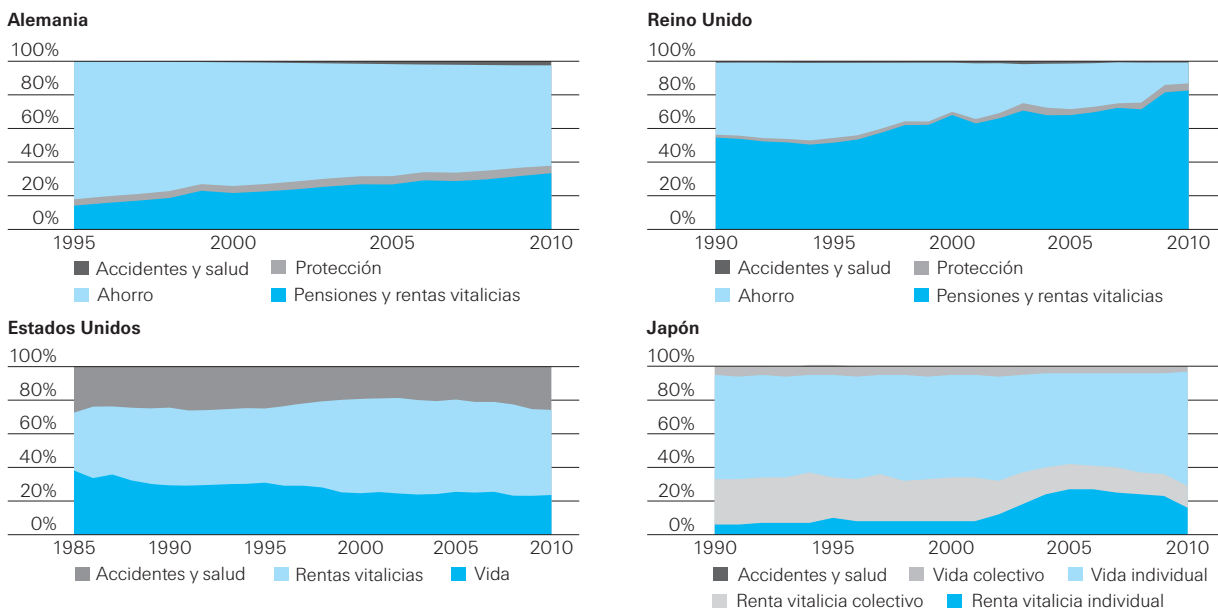 Alemania
100%
80%
60%
40%
20%
0%
1995 2000 2005 2010
Accidentes y salud Protección
Ahorro Pensiones y rentas vitalicias
Reino Unido
100%
80%
60%
40%
20%
0%
1990 1995 2000 2005 2010
Accidentes y salud Protección
Ahorro Pensiones y rentas vitalicias
Estados Unidos
100%
80%
60%
40%
20%
0%
1985 1990 1995 2000 2005 2010
Accidentes y salud Rentas vitalicias Vida
Japón
100%
80%
60%
40%
20%
0%
1990 1995 2000 2005 2010
Accidentes y salud Vida colectivo Vida individual
Renta vitalicia colectivo Renta vitalicia individual